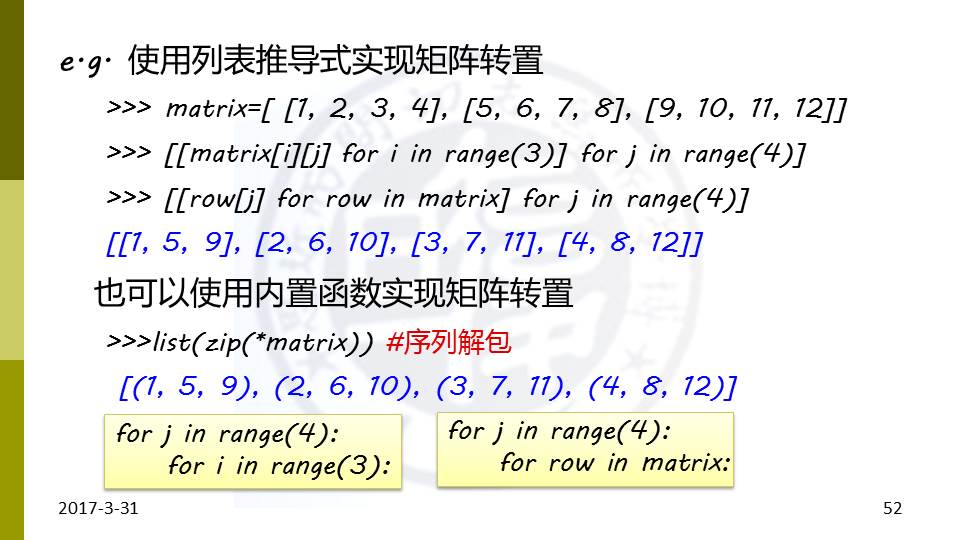 e.g. 使用列表推导式实现矩阵转置
>>> matrix=[ [1, 2, 3, 4], [5, 6, 7, 8], [9, 10, 11, 12]]
>>> [[matrix[i][j] for i in range(3)] for j in range(4)]
>>> [[row[j] for row in matrix] for j in range(4)]
[[1, 5, 9], [2, 6, 10], [3, 7, 11], [4, 8, 12]]
也可以使用内置函数实现矩阵转置
>>>list(zip(*matrix)) #序列解包
[(1, 5, 9), (2, 6, 10), (3, 7, 11), (4, 8, 12)]
for j in range(4):
for i in range(3):
for j in range(4):
for row in matrix:
2017-3-31
52